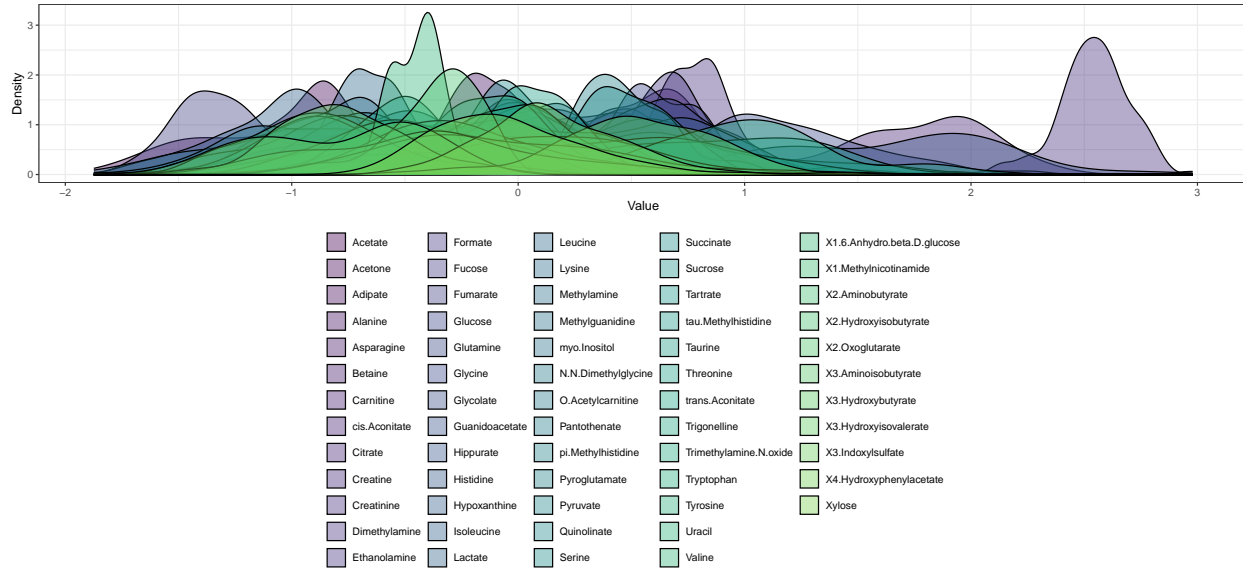 3
2
1
0
Density
−2
−1
0
1
2
3
Value
Acetate
Acetone
Adipate
Alanine
Asparagine
Betaine
Carnitine
cis.Aconitate
Citrate
Creatine
Creatinine
Dimethylamine
Ethanolamine
Formate
Fucose
Fumarate
Glucose
Glutamine
Glycine
Glycolate
Guanidoacetate
Hippurate
Histidine
Hypoxanthine
Isoleucine
Lactate
Leucine
Lysine
Methylamine
Methylguanidine
myo.Inositol
N.N.Dimethylglycine
O.Acetylcarnitine
Pantothenate
pi.Methylhistidine
Pyroglutamate
Pyruvate
Quinolinate
Serine
Succinate
Sucrose
Tartrate
tau.Methylhistidine
Taurine
Threonine
trans.Aconitate
Trigonelline
Trimethylamine.N.oxide
Tryptophan
Tyrosine
Uracil
Valine
X1.6.Anhydro.beta.D.glucose
X1.Methylnicotinamide
X2.Aminobutyrate
X2.Hydroxyisobutyrate
X2.Oxoglutarate
X3.Aminoisobutyrate
X3.Hydroxybutyrate
X3.Hydroxyisovalerate
X3.Indoxylsulfate
X4.Hydroxyphenylacetate
Xylose